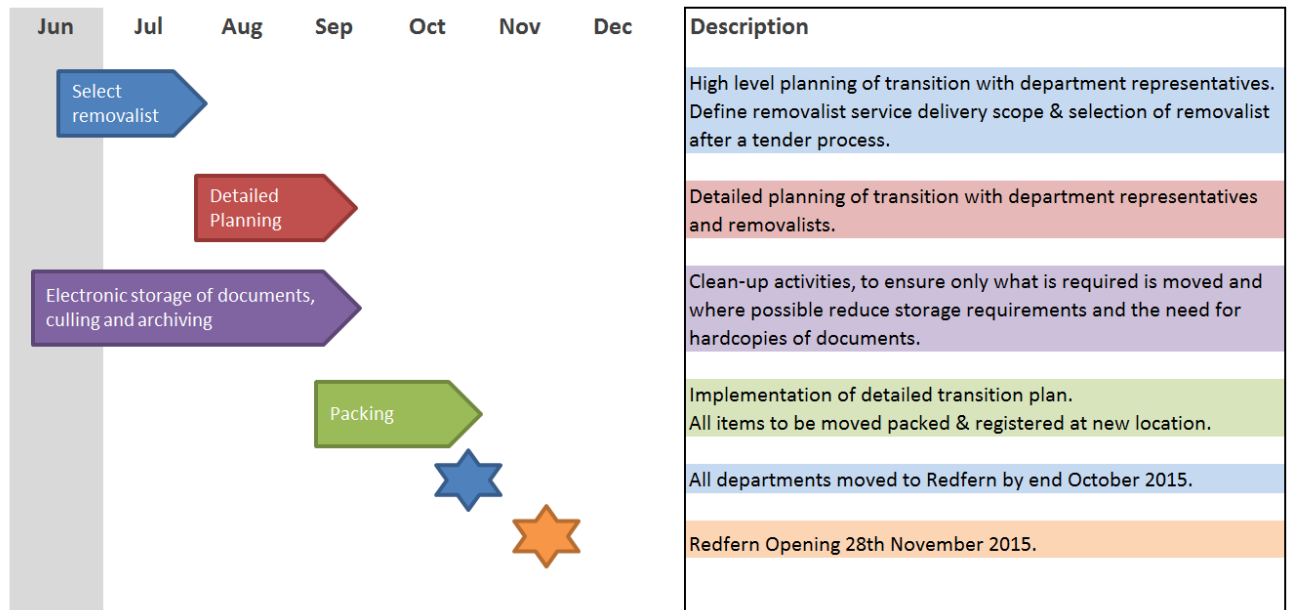 Jun Jul Aug Sep Oct Nov Dec Description
Select
removalist
High level planning of transition with department representatives.
Define removalist service delivery scope & selection of removalist
after a tender process.
Detailed
Planning
Detailed planning of transition with department representatives
and removalists.
Electronic storage of documents,
culling and archiving
Clean-up activities, to ensure only what is required is moved and
where possible reduce storage requirements and the need for
hardcopies of documents.
Packing
Implementation of detailed transition plan.
All items to be moved packed & registered at new location.
All departments moved to Redfern by end October 2015.
Redfern Opening 28th November 2015.